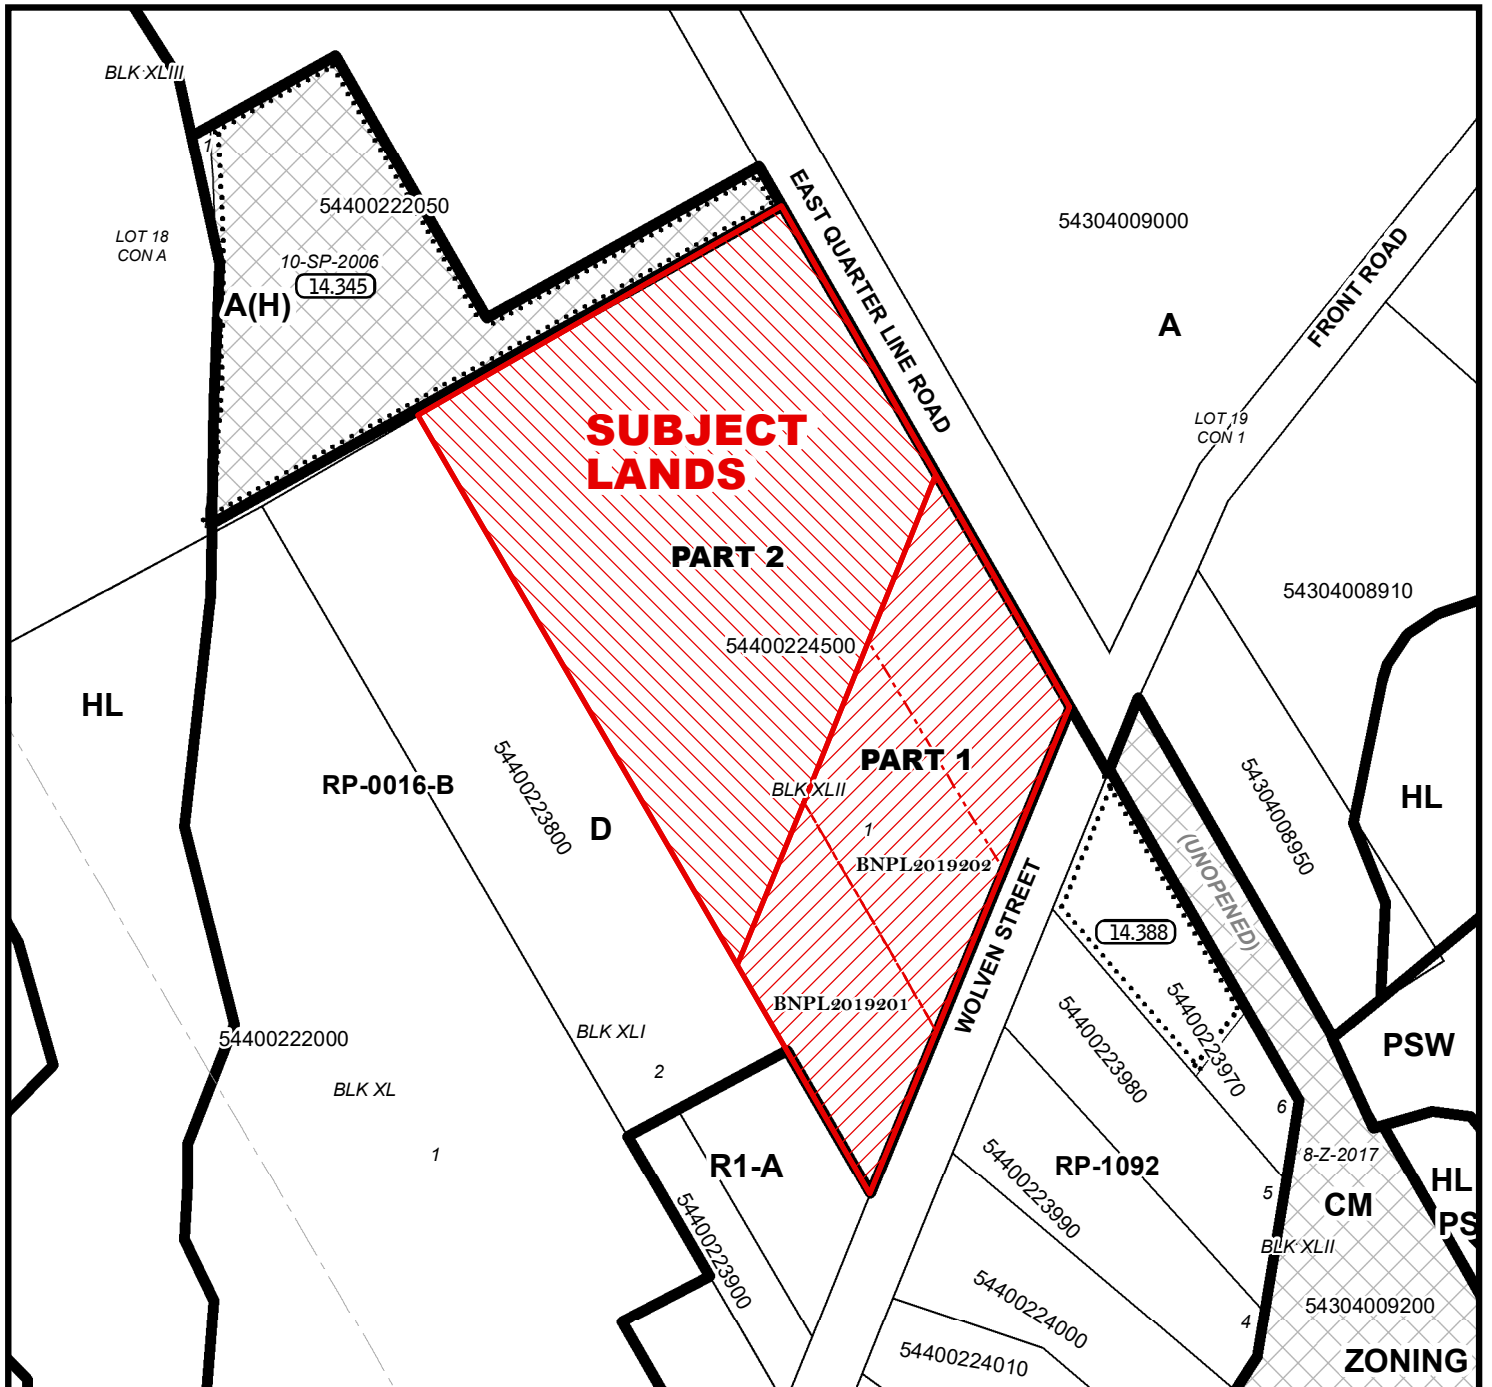 BLK XLIII
1
54400222050
LOT 18
CON A
10-SP-2006
14.345
A(H)
EAST QUARTER LINE ROAD
54304009000
A
FRONT ROAD
LOT 19
CON 1
SUBJECT
LANDS
PART 2
54400224500
54304008910
HL
RP-0016-B
54400223800
D
PART 1
BLK XLII
1
BNPL2019202
54304008950
HL
(UNOPENED)
14.388
WOLVEN STREET
BNPL2019201
54400222000
BLK XLI
2
BLK XL
1
54400223980
54400223970
PSW
6
R1-A
54400223900
54400223990
RP-1092
8-Z-2017
5
CM
HL
PS
BLK XLII
54400224000
4
54304009200
54400224010
ZONING